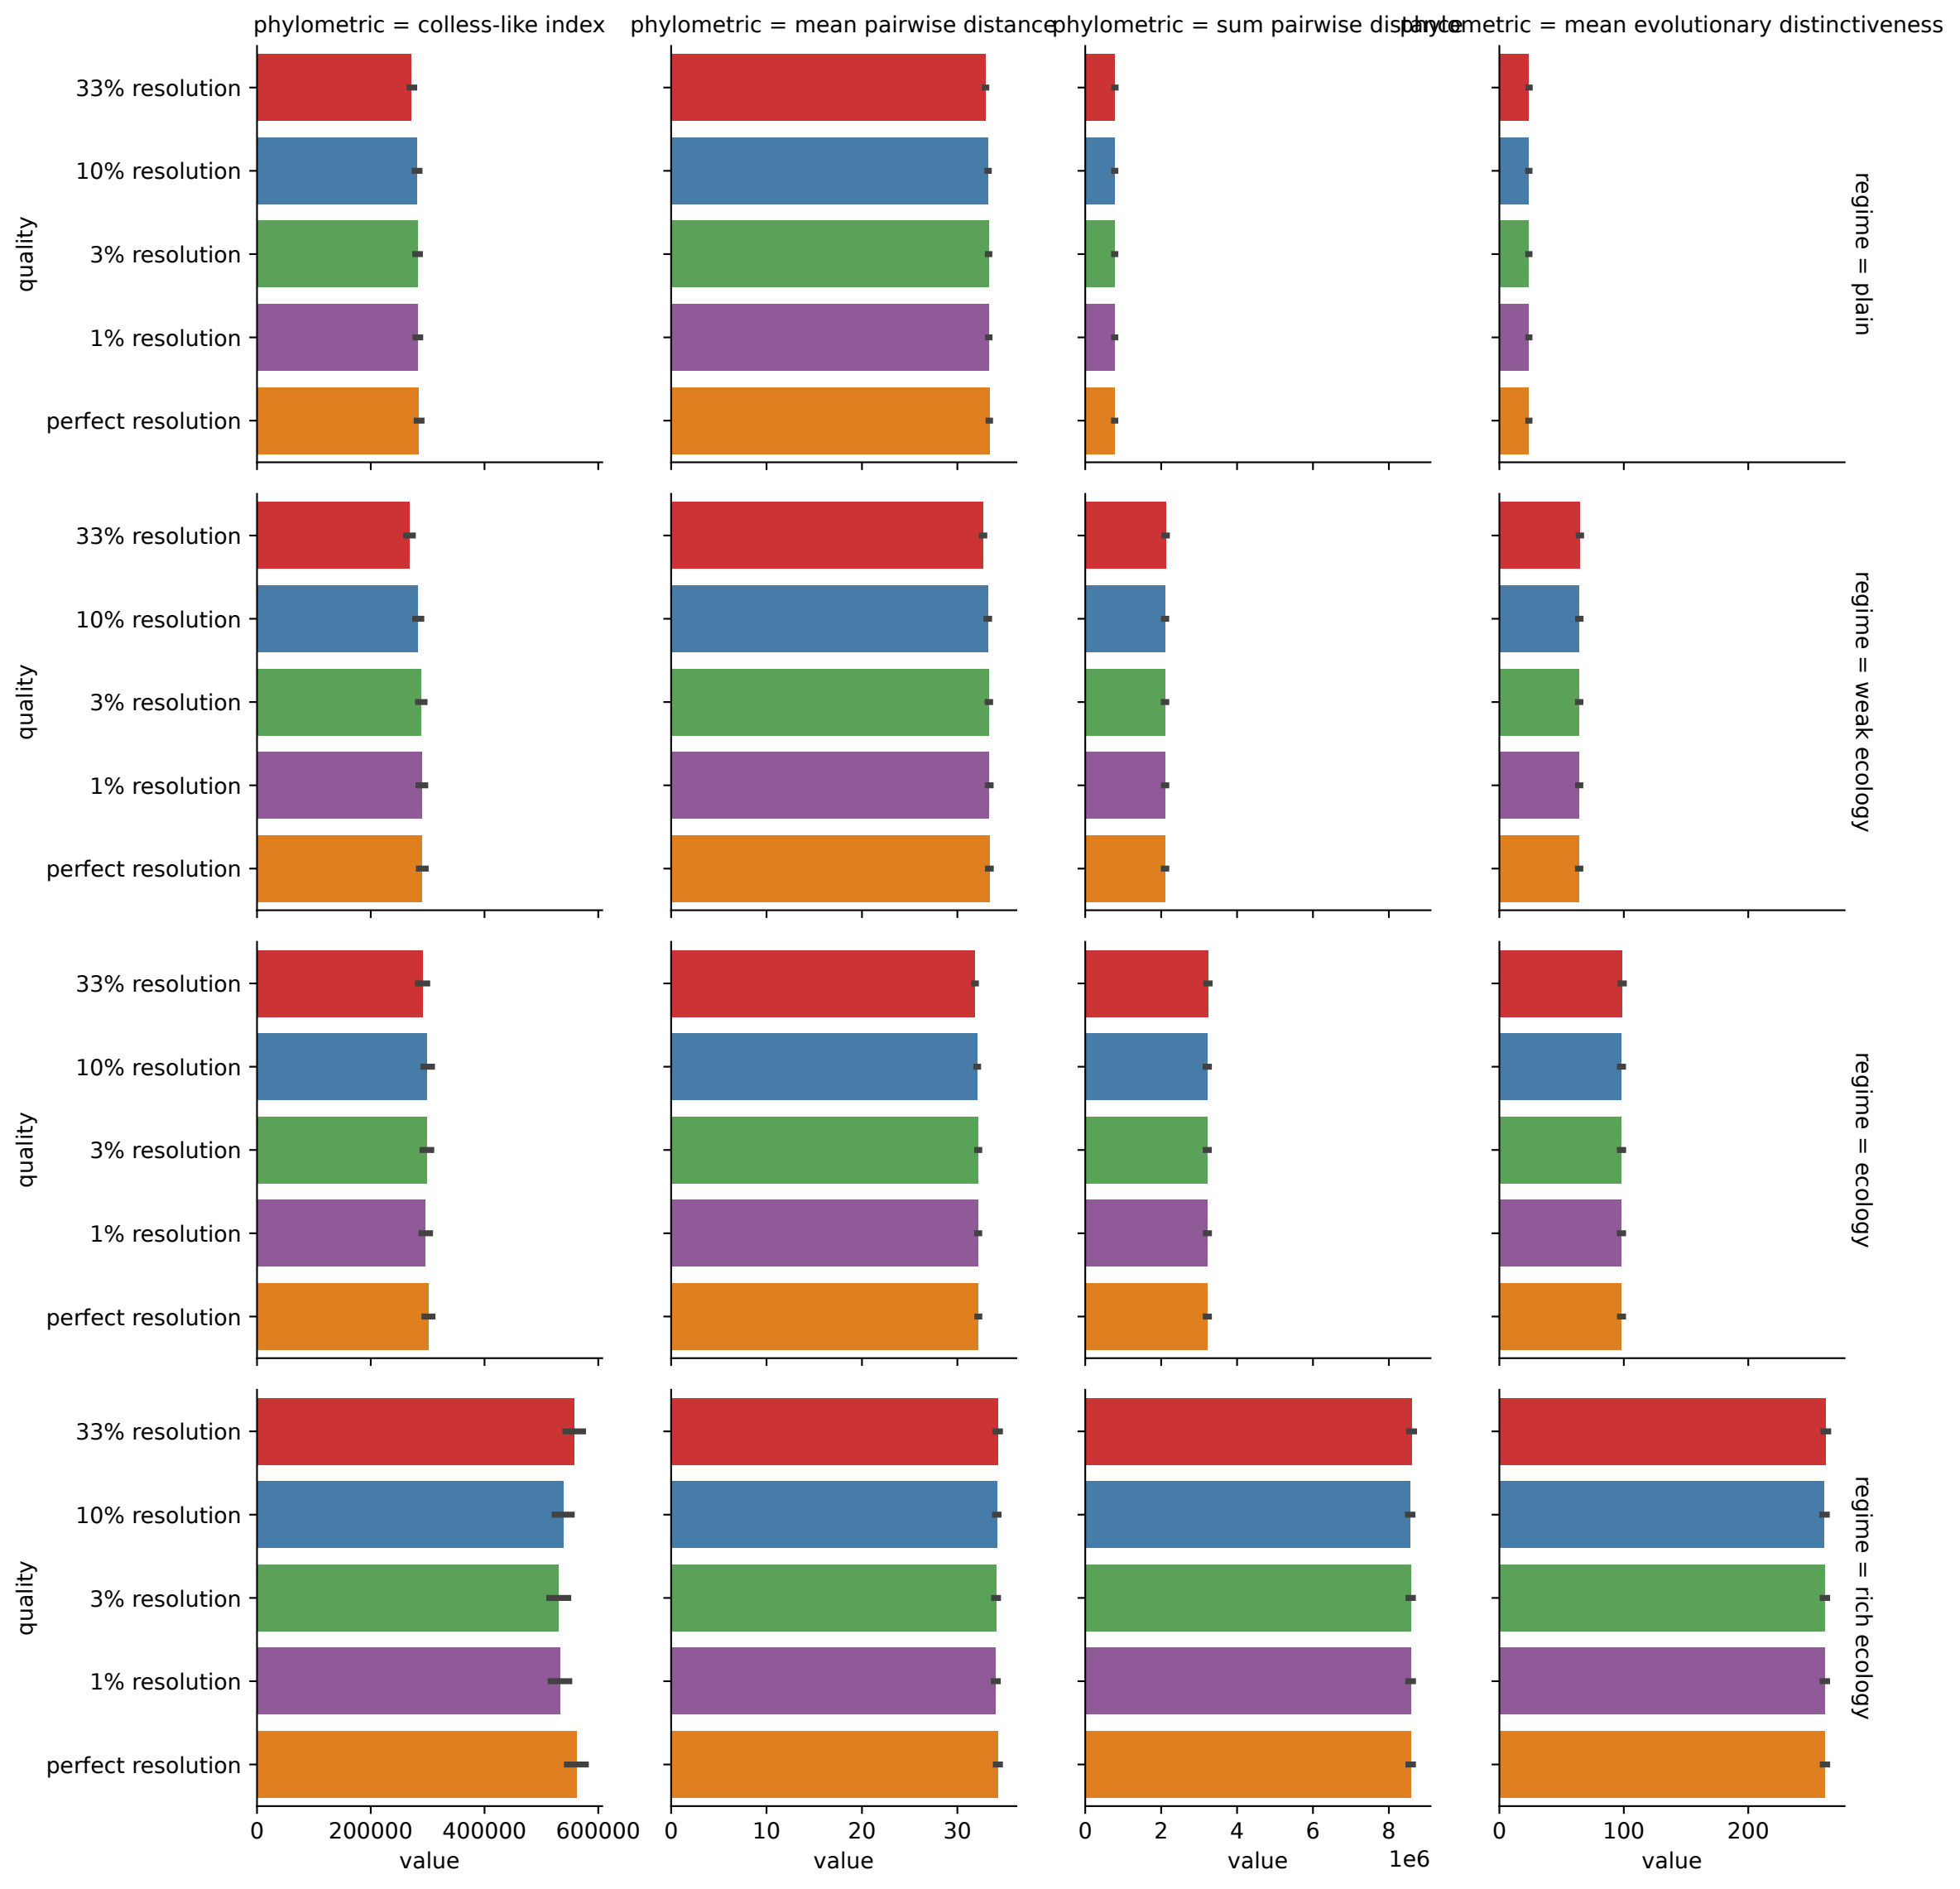 phylometric = colless-like index
phylometric = mean pairwise distance
phylometric = sum pairwise distance
phylometric = mean evolutionary distinctiveness
quality
33% resolution
10% resolution
3% resolution
1% resolution
perfect resolution
regime = plain
quality
33% resolution
10% resolution
3% resolution
1% resolution
perfect resolution
regime = weak ecology
quality
33% resolution
10% resolution
3% resolution
1% resolution
perfect resolution
regime = ecology
quality
33% resolution
10% resolution
3% resolution
1% resolution
perfect resolution
regime = rich ecology
0 200000 400000 600000
value
0 10 20 30
value
0 2 4 6 8
value
1e6
0 100 200
value